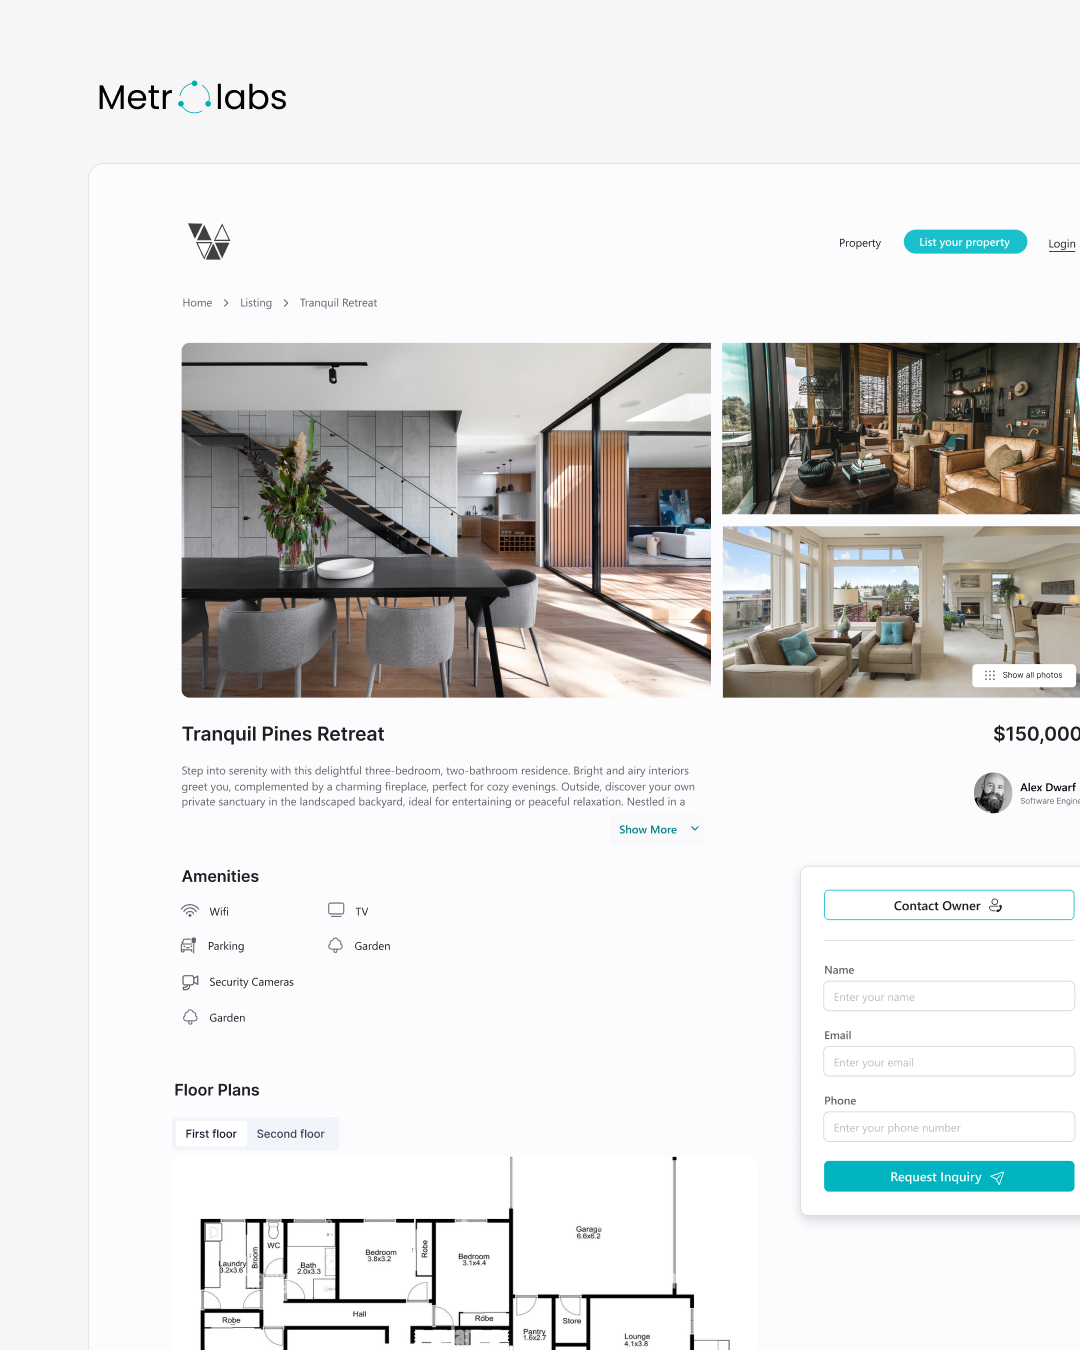 Metrolabs
Property
List your property
Login
Home > Listing > Tranquil Retreat
Show all photos
Tranquil Pines Retreat
$150,000
Step into serenity with this delightful three-bedroom, two-bathroom residence. Bright and airy interiors
greet you, complemented by a charming fireplace, perfect for cozy evenings. Outside, discover your own
private sanctuary in the landscaped backyard, ideal for entertaining or peaceful relaxation. Nestled in a
Show More
Alex Dwarf
Software Engine
Amenities
Wifi
TV
Parking
Garden
Security Cameras
Garden
Contact Owner
Name
Enter your name
Email
Enter your email
Phone
Enter your phone number
Request Inquiry
Floor Plans
First floor
Second floor
Garage
6.6x6.2
WC
Broom
Laundry
3.2x3.6
Bath
2.0x3.3
Bedroom
3.8x3.2
Robe
Bedroom
3.1x4.4
Hall
Robe
Robe
Pantry
1.6x2.7
Store
Lounge
4.1x3.8